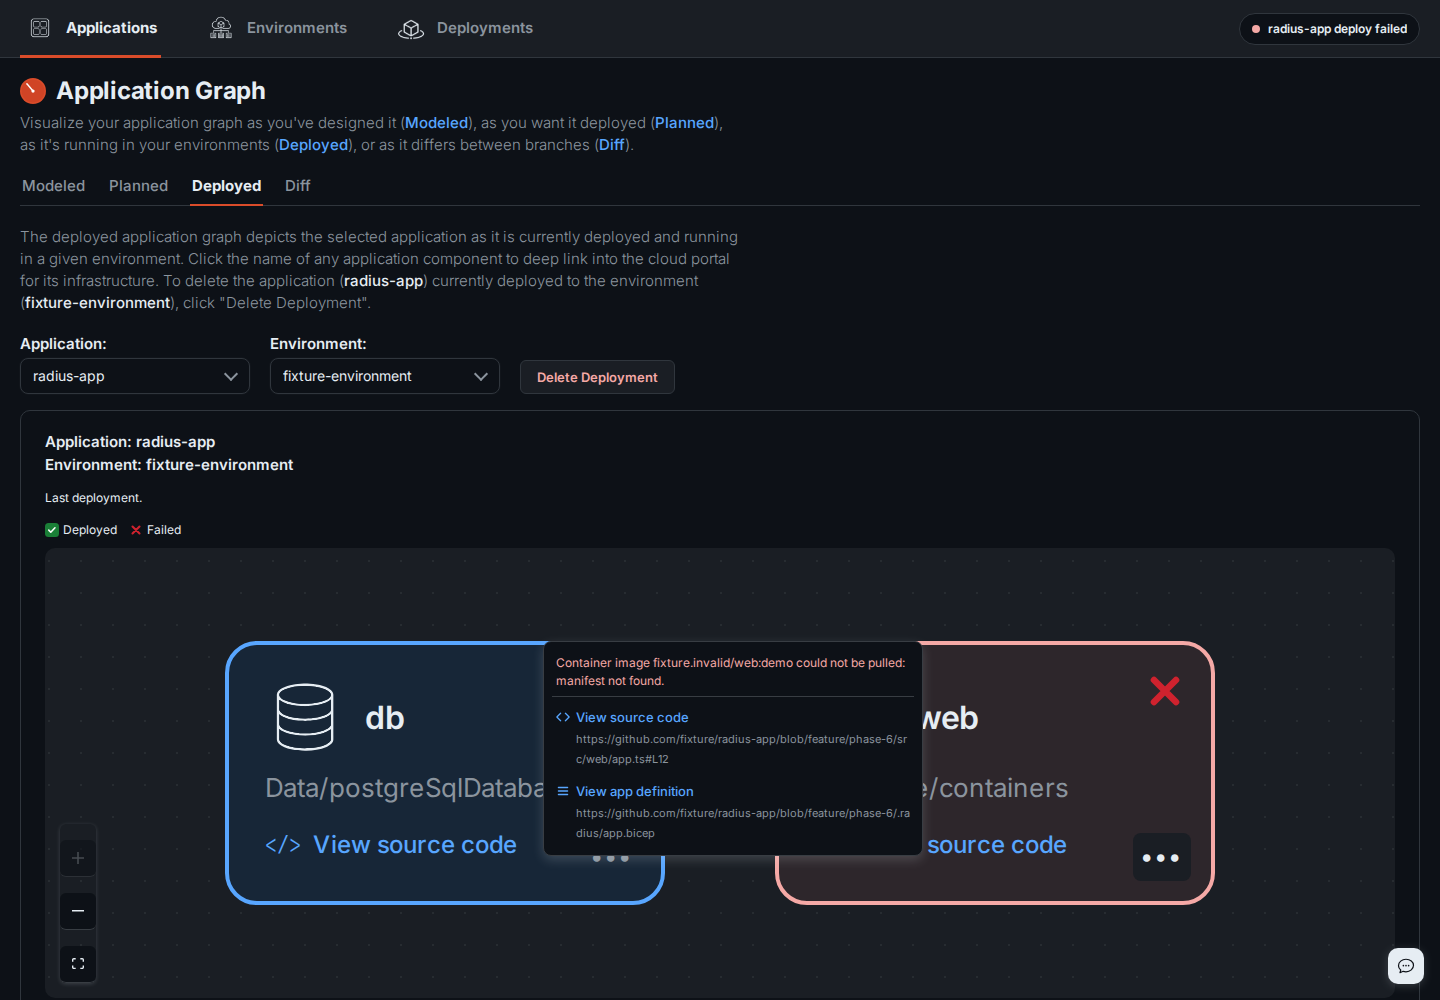 Applications
Environments
Deployments
radius-app deploy failed
Application Graph
Visualize your application graph as you've designed it (Modeled), as you want it deployed (Planned),
as it's running in your environments (Deployed), or as it differs between branches (Diff).
Modeled
Planned
Deployed
Diff
The deployed application graph depicts the selected application as it is currently deployed and running
in a given environment. Click the name of any application component to deep link into the cloud portal
for its infrastructure. To delete the application (radius-app) currently deployed to the environment
(fixture-environment), click "Delete Deployment".
Application:
Environment:
radius-app
fixture-environment
Delete Deployment
Application: radius-app
Environment: fixture-environment
Last deployment.
Deployed
Failed
db
Data/postgreSqlDataba
</> View source code
Container image fixture.invalid/web:demo could not be pulled:
manifest not found.
View source code
https://github.com/fixture/radius-app/blob/feature/phase-6/sr
c/web/app.ts#L12
View app definition
https://github.com/fixture/radius-app/blob/feature/phase-6/.ra
dius/app.bicep
web
e/containers
source code